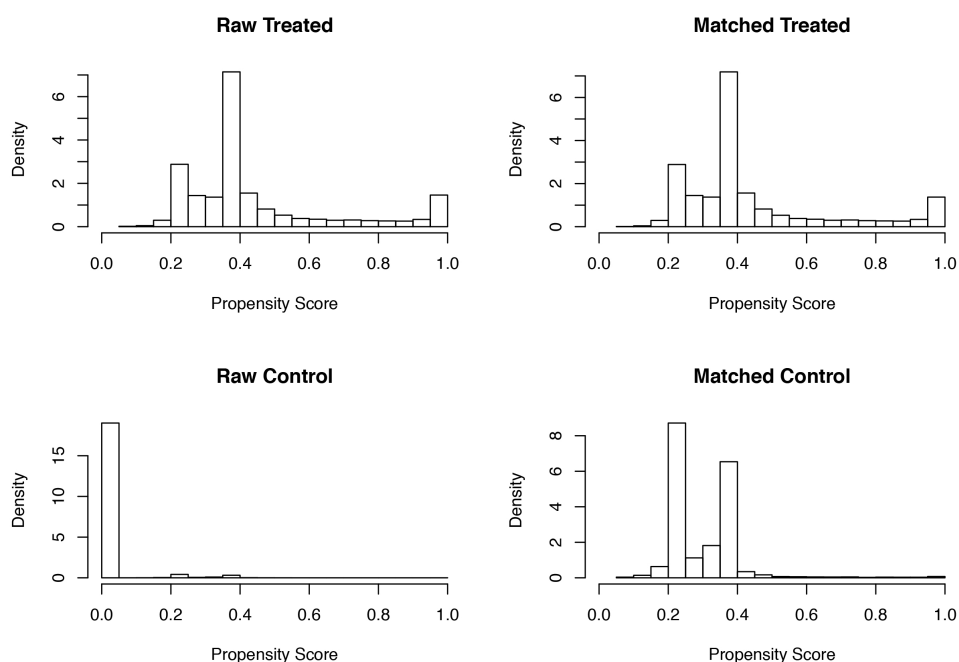 Raw Treated
Density
0 2 4 6
0.0 0.2 0.4 0.6 0.8 1.0
Propensity Score
Matched Treated
Density
0 2 4 6
0.0 0.2 0.4 0.6 0.8 1.0
Propensity Score
Raw Control
Density
0 5 10 15
0.0 0.2 0.4 0.6 0.8 1.0
Propensity Score
Matched Control
Density
0 2 4 6 8
0.0 0.2 0.4 0.6 0.8 1.0
Propensity Score